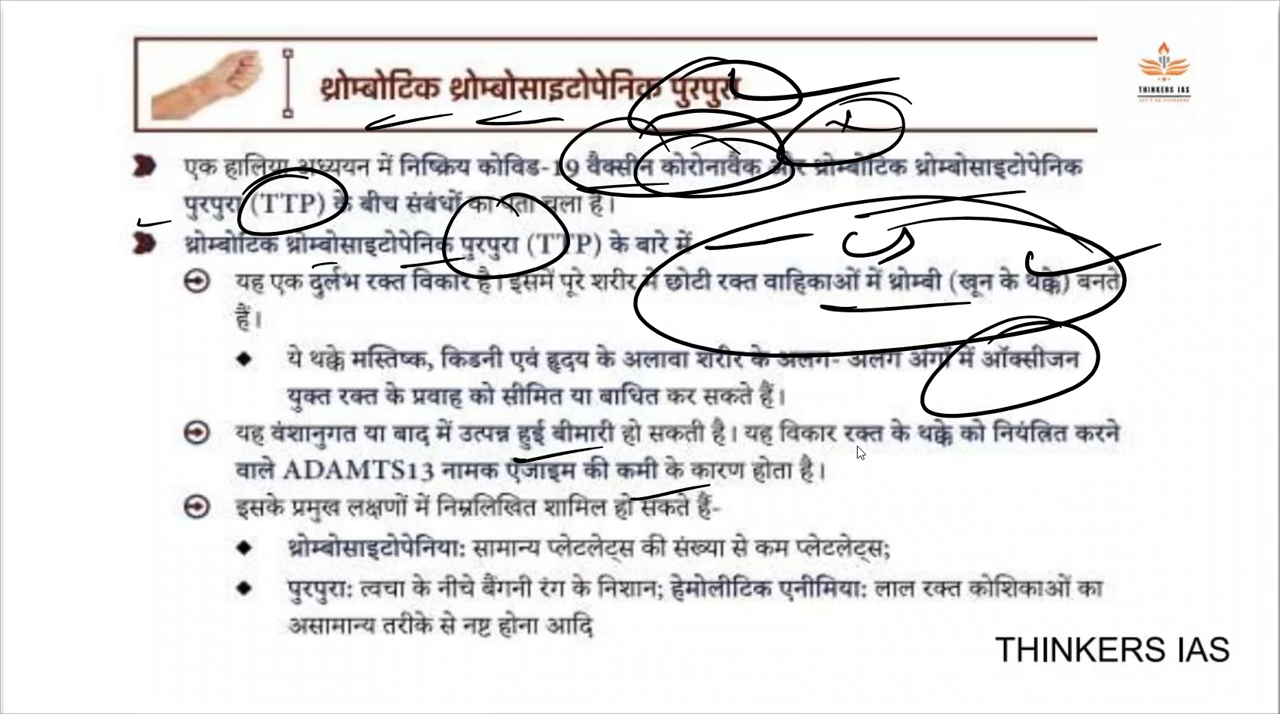 थ्रोम्बोटिक थ्रोम्बोसाइटोपेनिक पुरपुरा
THINKERS IAS
LET'S BE THINKERS
एक हालिया अध्ययन में निष्क्रिय कोविड-19 वैक्सीन कोरोनावैक और थ्रोम्बोटिक थ्रोम्बोसाइटोपेनिक
पुरपुरा (TTP) के बीच संबंधों का पता चला है।
थ्रोम्बोटिक थ्रोम्बोसाइटोपेनिक पुरपुरा (TTP) के बारे में
यह एक दुर्लभ रक्त विकार है। इसमें पूरे शरीर में छोटी रक्त वाहिकाओं में थ्रोम्बी (खून के थक्के) बनते
हैं।
ये थक्के मस्तिष्क, किडनी एवं हृदय के अलावा शरीर के अलग- अलग अंगों में ऑक्सीजन
युक्त रक्त के प्रवाह को सीमित या बाधित कर सकते हैं।
यह वंशानुगत या बाद में उत्पन्न हुई बीमारी हो सकती है। यह विकार रक्त के थक्के को नियंत्रित करने
वाले ADAMTS13 नामक एंजाइम की कमी के कारण होता है।
इसके प्रमुख लक्षणों में निम्नलिखित शामिल हो सकते हैं-
थ्रोम्बोसाइटोपेनिया: सामान्य प्लेटलेट्स की संख्या से कम प्लेटलेट्स;
पुरपुरा: त्वचा के नीचे बैंगनी रंग के निशान; हेमोलीटिक एनीमिया: लाल रक्त कोशिकाओं का
असामान्य तरीके से नष्ट होना आदि
THINKERS IAS